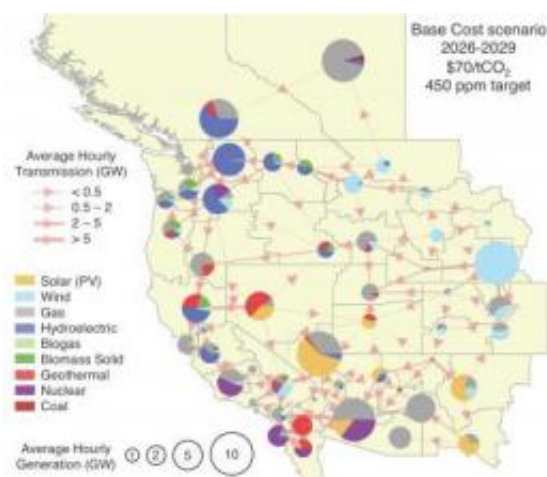 Base Cost scenario
2026-2029
$70/tCO₂
450 ppm target
Average Hourly
Transmission (GW)
< 0.5
0.5 – 2
2 – 5
> 5
Solar (PV)
Wind
Gas
Hydroelectric
Biogas
Biomass Solid
Geothermal
Nuclear
Coal
Average Hourly
Generation (GW)
1 2 5 10